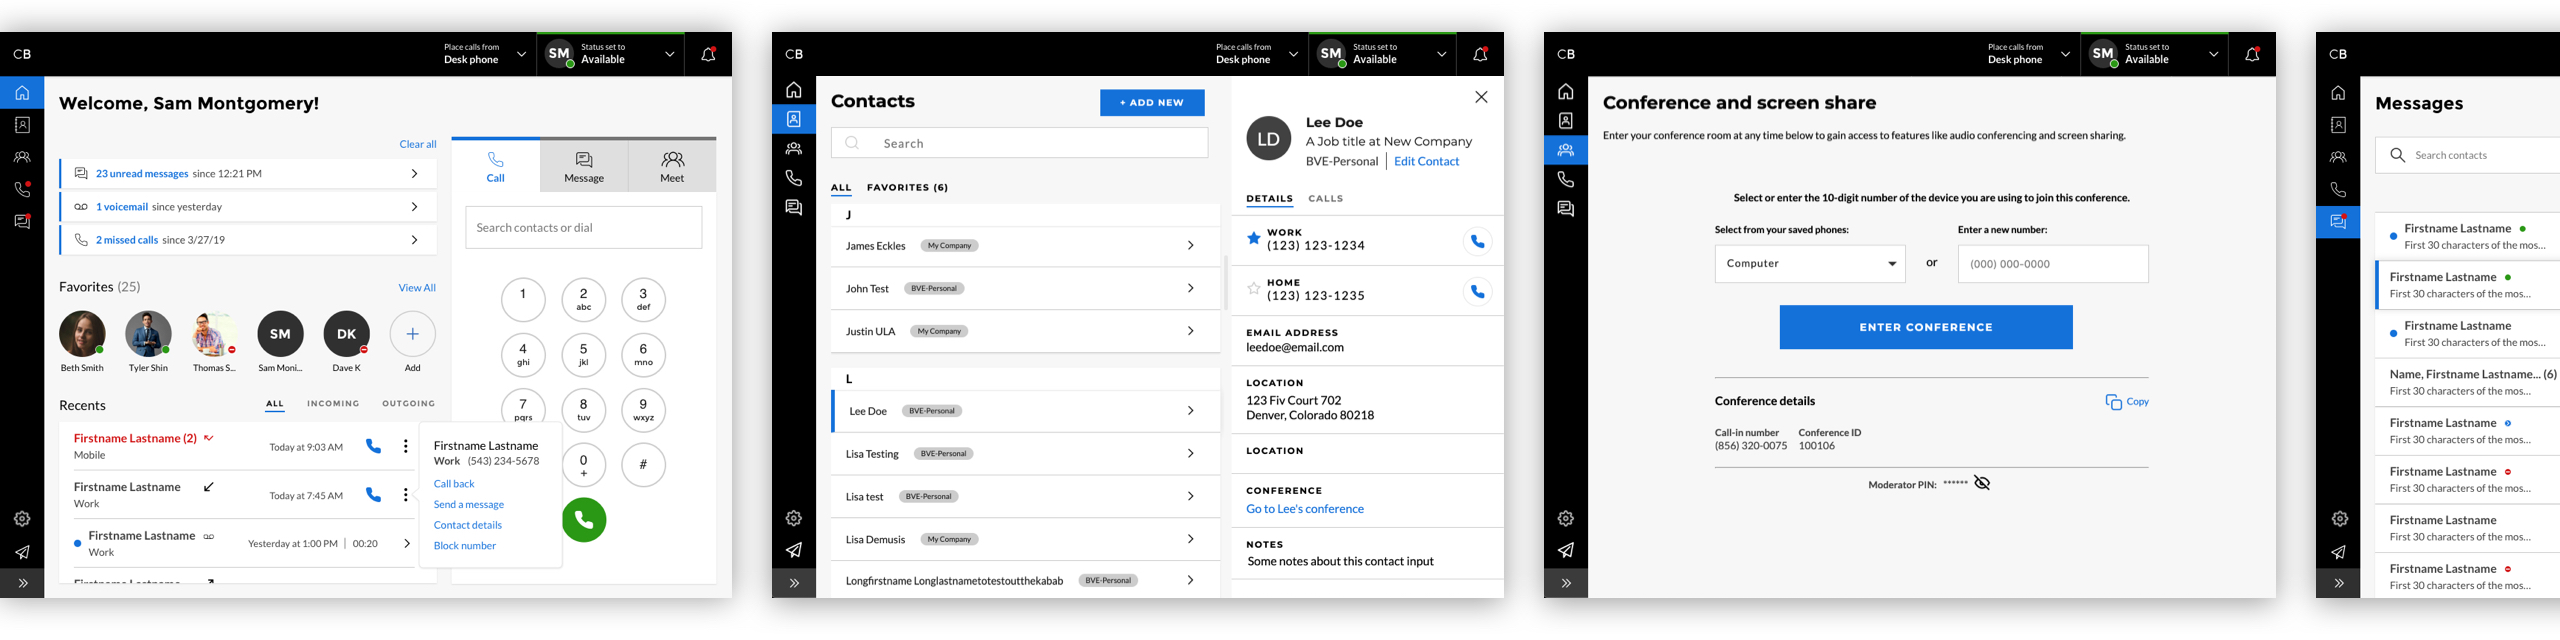 CB
Place calls from
Desk phone
SM
Status set to
Available
Welcome, Sam Montgomery!
Clear all
23 unread messages since 12:21 PM
1 voicemail since yesterday
2 missed calls since 3/27/19
Favorites (25)
View All
SM
DK
Beth Smith
Tyler Shin
Thomas S...
Sam Moni...
Dave K
Add
Recents
ALL
INCOMING
OUTGOING
Firstname Lastname (2)
Mobile
Today at 9:03 AM
Firstname Lastname
Work
Today at 7:45 AM
Firstname Lastname
Work
Yesterday at 1:00 PM | 00:20
Firstname Lastname
Firstname Lastname
Work (543) 234-5678
Call back
Send a message
Contact details
Block number
Call
Message
Meet
Search contacts or dial
1
2
abc
3
def
4
ghi
5
jkl
6
mno
7
pqrs
8
tuv
9
wxyz
0
+
#
CB
Place calls from
Desk phone
SM
Status set to
Available
Contacts
+ ADD NEW
Search
ALL
FAVORITES (6)
J
James Eckles
My Company
John Test
BVE-Personal
Justin ULA
My Company
L
Lee Doe
BVE-Personal
Lisa Testing
BVE-Personal
Lisa test
BVE-Personal
Lisa Demusis
My Company
Longfirstname Longlastnametotestoutthekabab
BVE-Personal
LD
Lee Doe
A Job title at New Company
BVE-Personal | Edit Contact
DETAILS
CALLS
WORK
(123) 123-1234
HOME
(123) 123-1235
EMAIL ADDRESS
leedoe@email.com
LOCATION
123 Fiv Court 702
Denver, Colorado 80218
LOCATION
CONFERENCE
Go to Lee's conference
NOTES
Some notes about this contact input
CB
Place calls from
Desk phone
SM
Status set to
Available
Conference and screen share
Enter your conference room at any time below to gain access to features like audio conferencing and screen sharing.
Select or enter the 10-digit number of the device you are using to join this conference.
Select from your saved phones:
Computer
or
Enter a new number:
(000) 000-0000
ENTER CONFERENCE
Conference details
Copy
Call-in number
(856) 320-0075
Conference ID
100106
Moderator PIN: ******
CB
Messages
Search contacts
Firstname Lastname
First 30 characters of the mos...
Firstname Lastname
First 30 characters of the mos...
Firstname Lastname
First 30 characters of the mos...
Name, Firstname Lastname... (6)
First 30 characters of the mos...
Firstname Lastname
First 30 characters of the mos...
Firstname Lastname
First 30 characters of the mos...
Firstname Lastname
First 30 characters of the mos...
Firstname Lastname
First 30 characters of the mos...